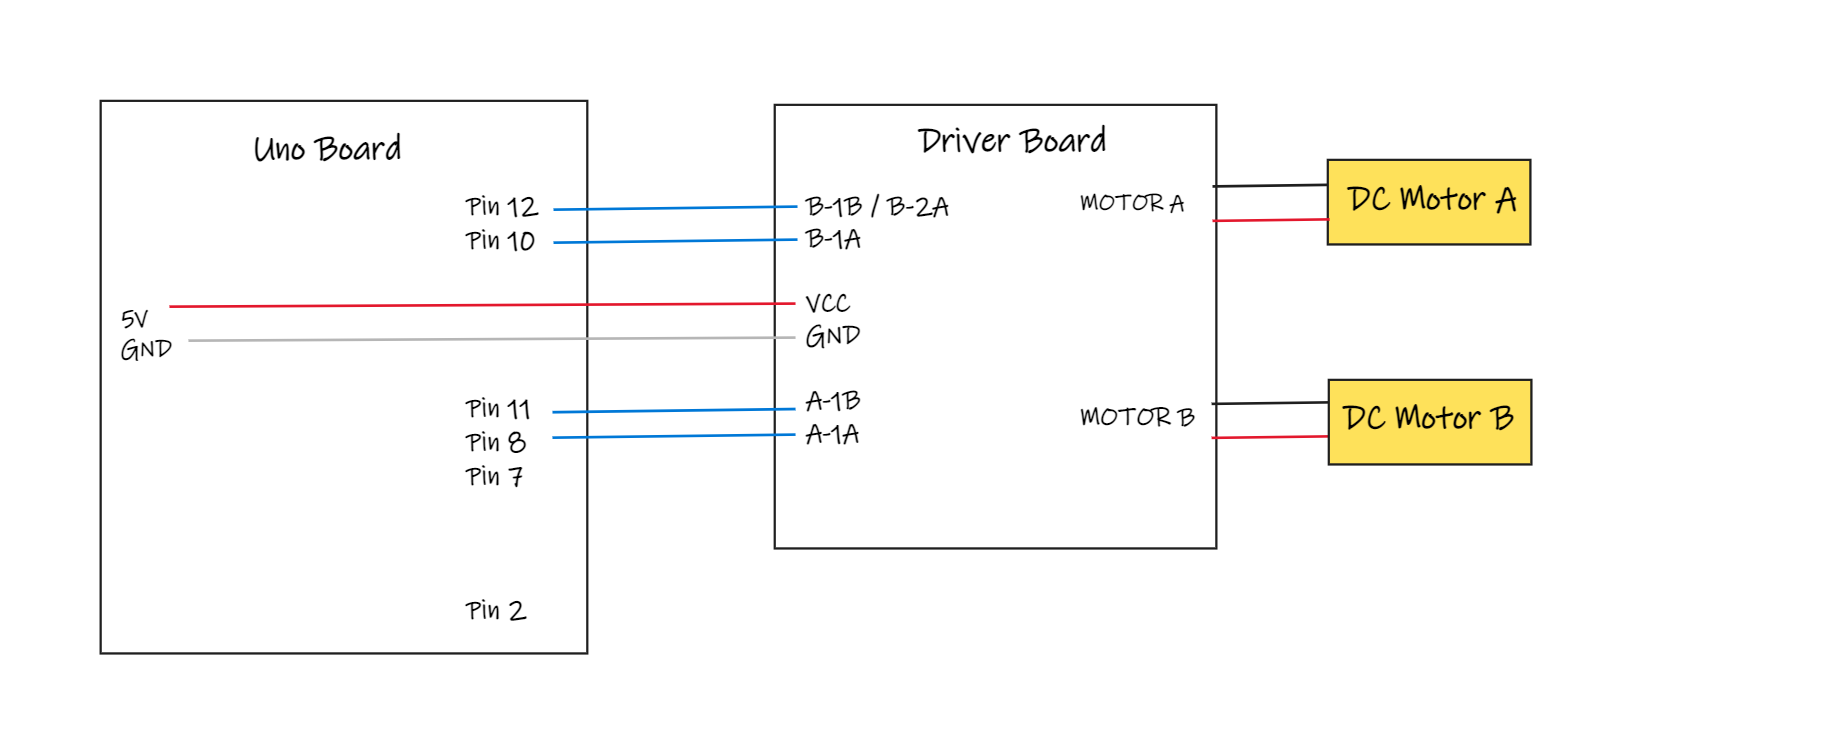 Uno Board
Pin 12
Pin 10
5V
GND
Pin 11
Pin 8
Pin 7
Pin 2
Driver Board
B-1B / B-2A
B-1A
VCC
GND
A-1B
A-1A
MOTOR A
MOTOR B
DC Motor A
DC Motor B